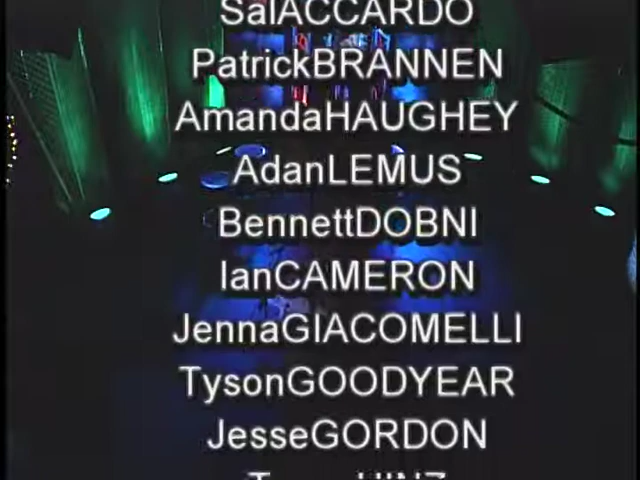 SalACCARDO
PatrickBRANNEN
AmandaHAUGHEY
AdanLEMUS
BennettDOBNI
IanCAMERON
JennaGIACOMELLI
TysonGOODYEAR
JesseGORDON